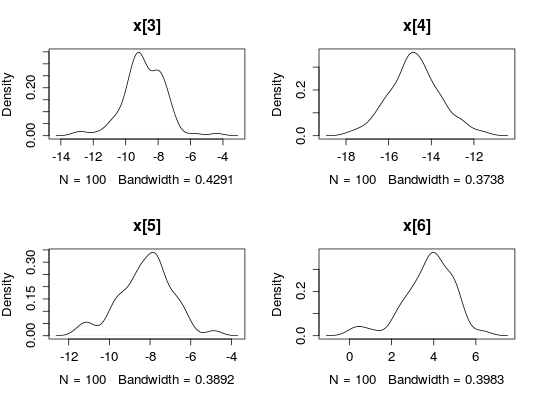 x[3]
x[4]
Density
0.00 0.20
-14 -12 -10 -8 -6 -4
N = 100 Bandwidth = 0.4291
Density
0.0 0.2
-18 -16 -14 -12
N = 100 Bandwidth = 0.3738
x[5]
x[6]
Density
0.00 0.15 0.30
-12 -10 -8 -6 -4
N = 100 Bandwidth = 0.3892
Density
0.0 0.2
0 2 4 6
N = 100 Bandwidth = 0.3983